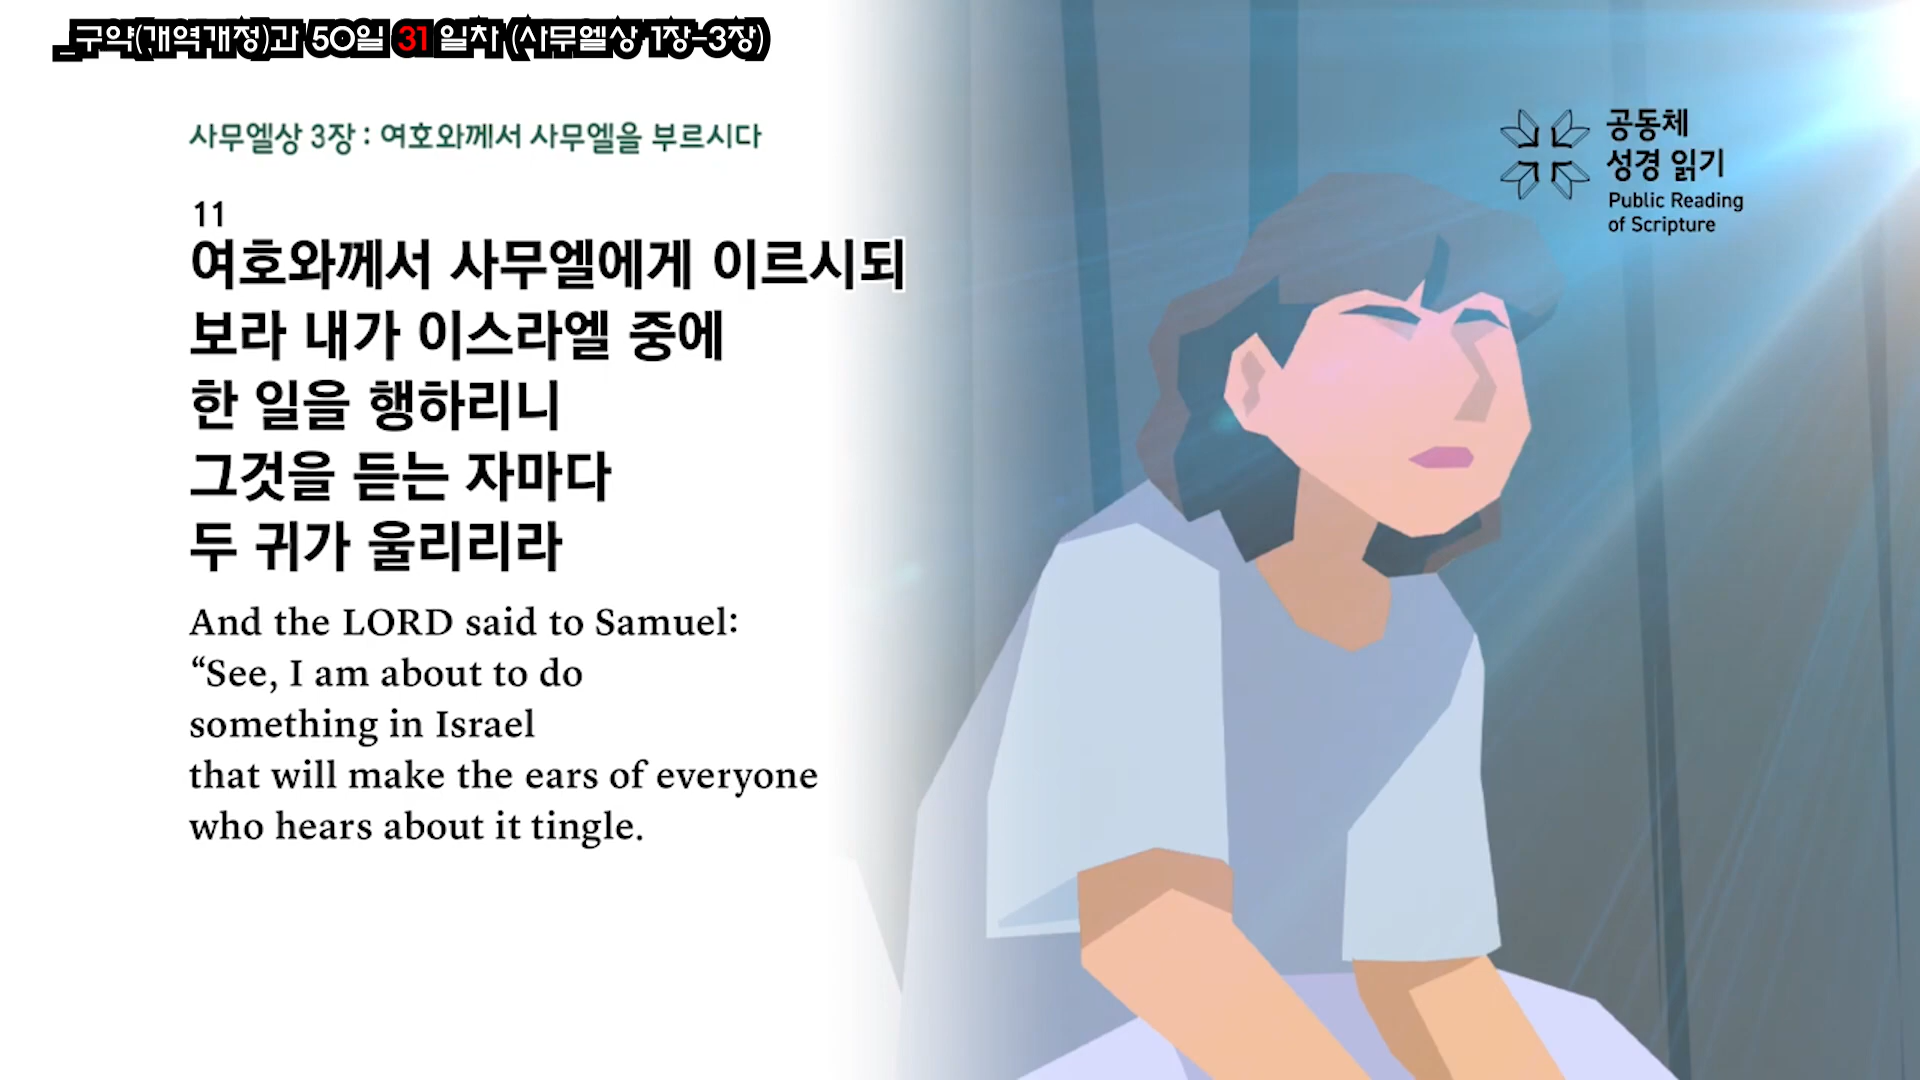 _구약(개역개정)과 50일 31 일차 (사무엘상 1장-3장)
사무엘상 3장 : 여호와께서 사무엘을 부르시다
공동체
성경 읽기
Public Reading
of Scripture
11
여호와께서 사무엘에게 이르시되
보라 내가 이스라엘 중에
한 일을 행하리니
그것을 듣는 자마다
두 귀가 울리리라
And the LORD said to Samuel:
“See, I am about to do
something in Israel
that will make the ears of everyone
who hears about it tingle.